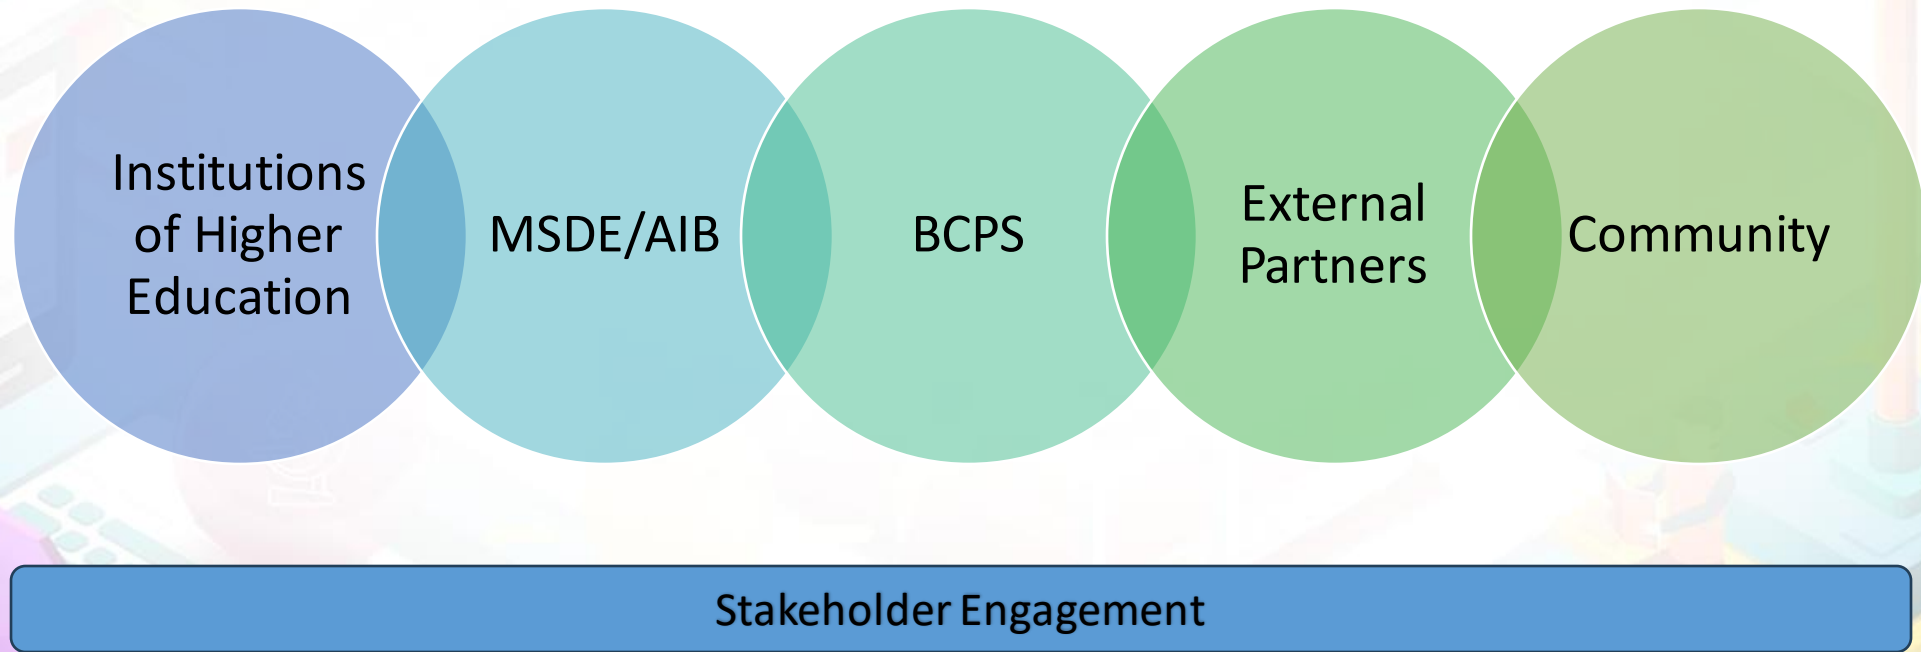 Institutions
of Higher
Education
MSDE/AIB
BCPS
External
Partners
Community
Stakeholder Engagement